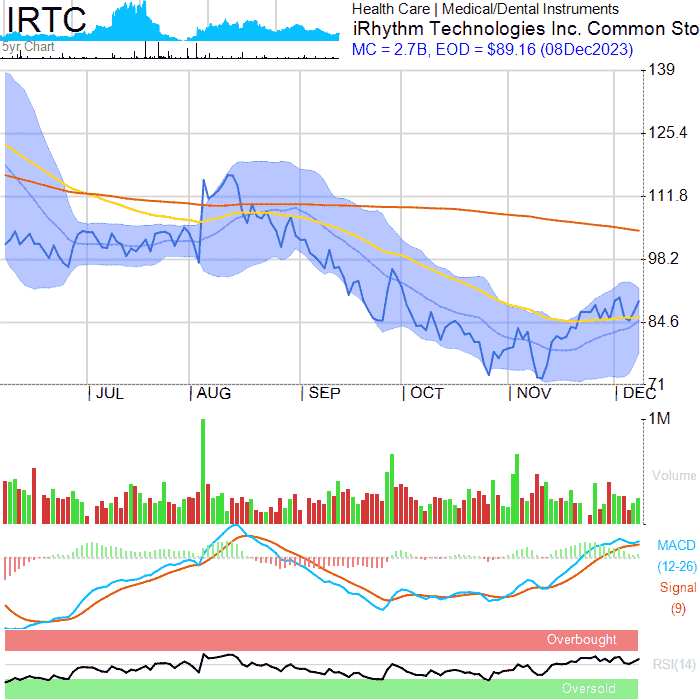 IRTC
5yr Chart
Health Care | Medical/Dental Instruments
iRhythm Technologies Inc. Common Sto
MC = 2.7B, EOD = $89.16 (08Dec2023)
139
125.4
111.8
98.2
84.6
71
JUL
AUG
SEP
OCT
NOV
DEC
1M
Volume
MACD
(12-26)
Signal
(9)
Overbought
RSI(14)
Oversold